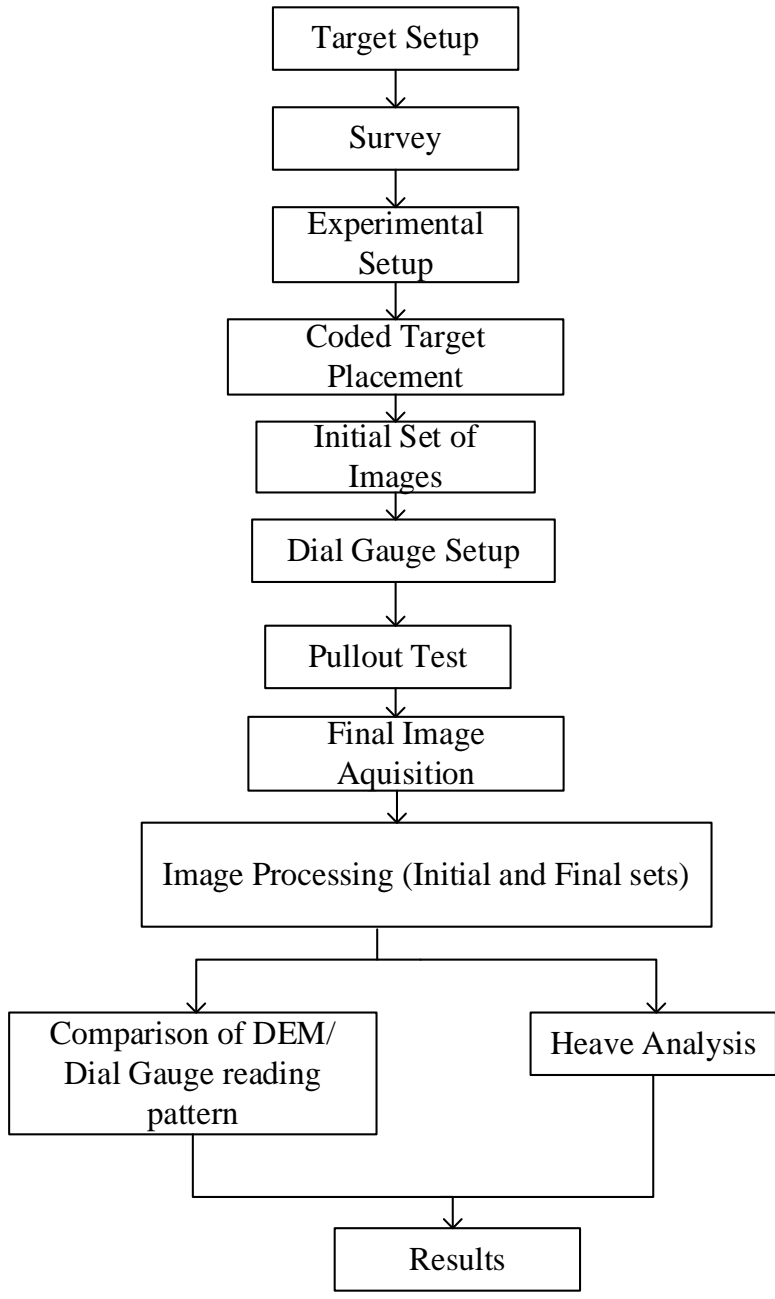 Target Setup
Survey
Experimental
Setup
Coded Target
Placement
Initial Set of
Images
Dial Gauge Setup
Pullout Test
Final Image
Aquisition
Image Processing (Initial and Final sets)
Comparison of DEM/
Dial Gauge reading
pattern
Heave Analysis
Results